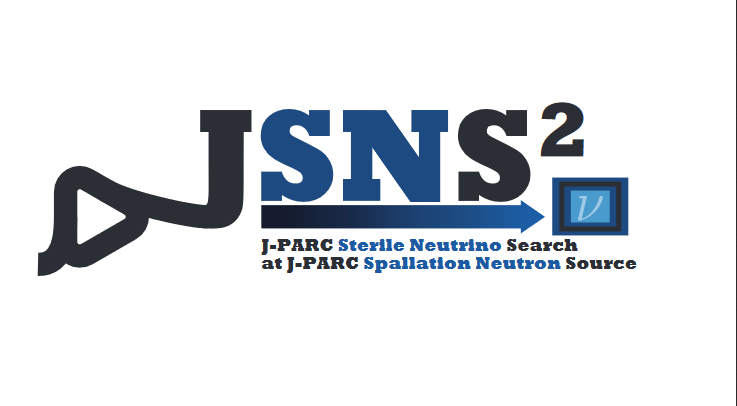 JSNS²
ν
J-PARC Sterile Neutrino Search
at J-PARC Spallation Neutron Source